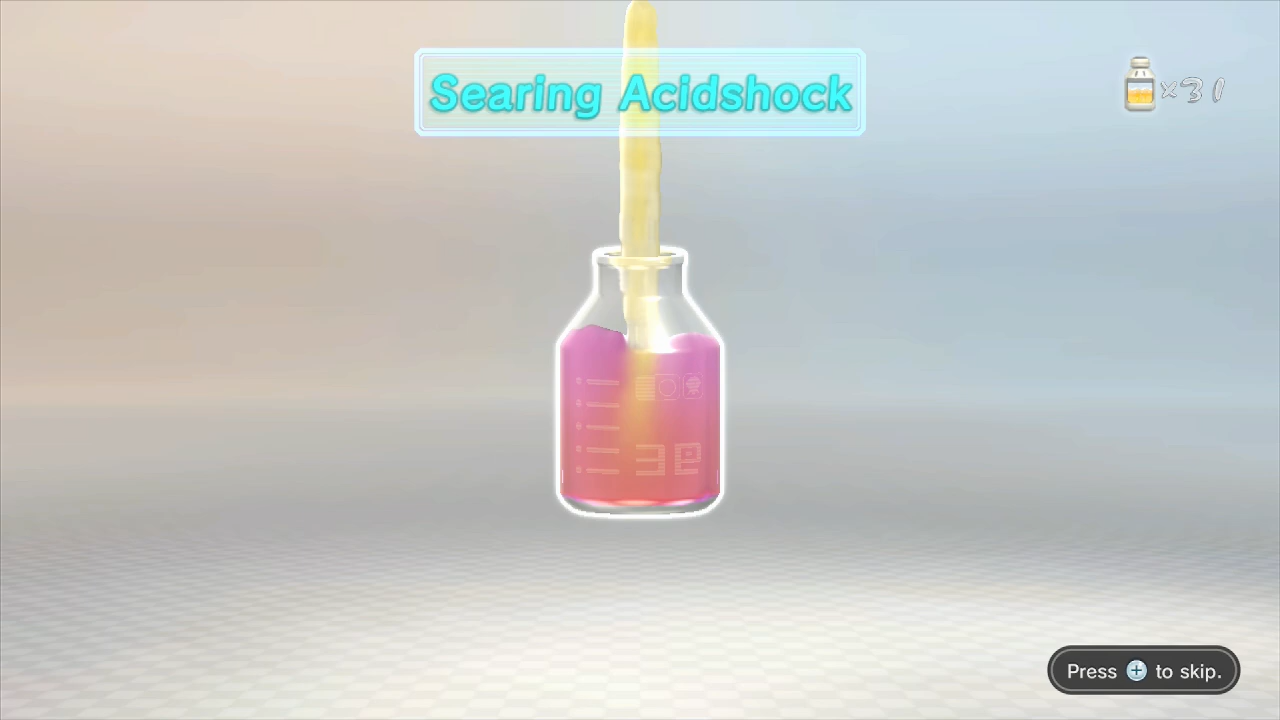 Searing Acidshock
×31
Press + to skip.